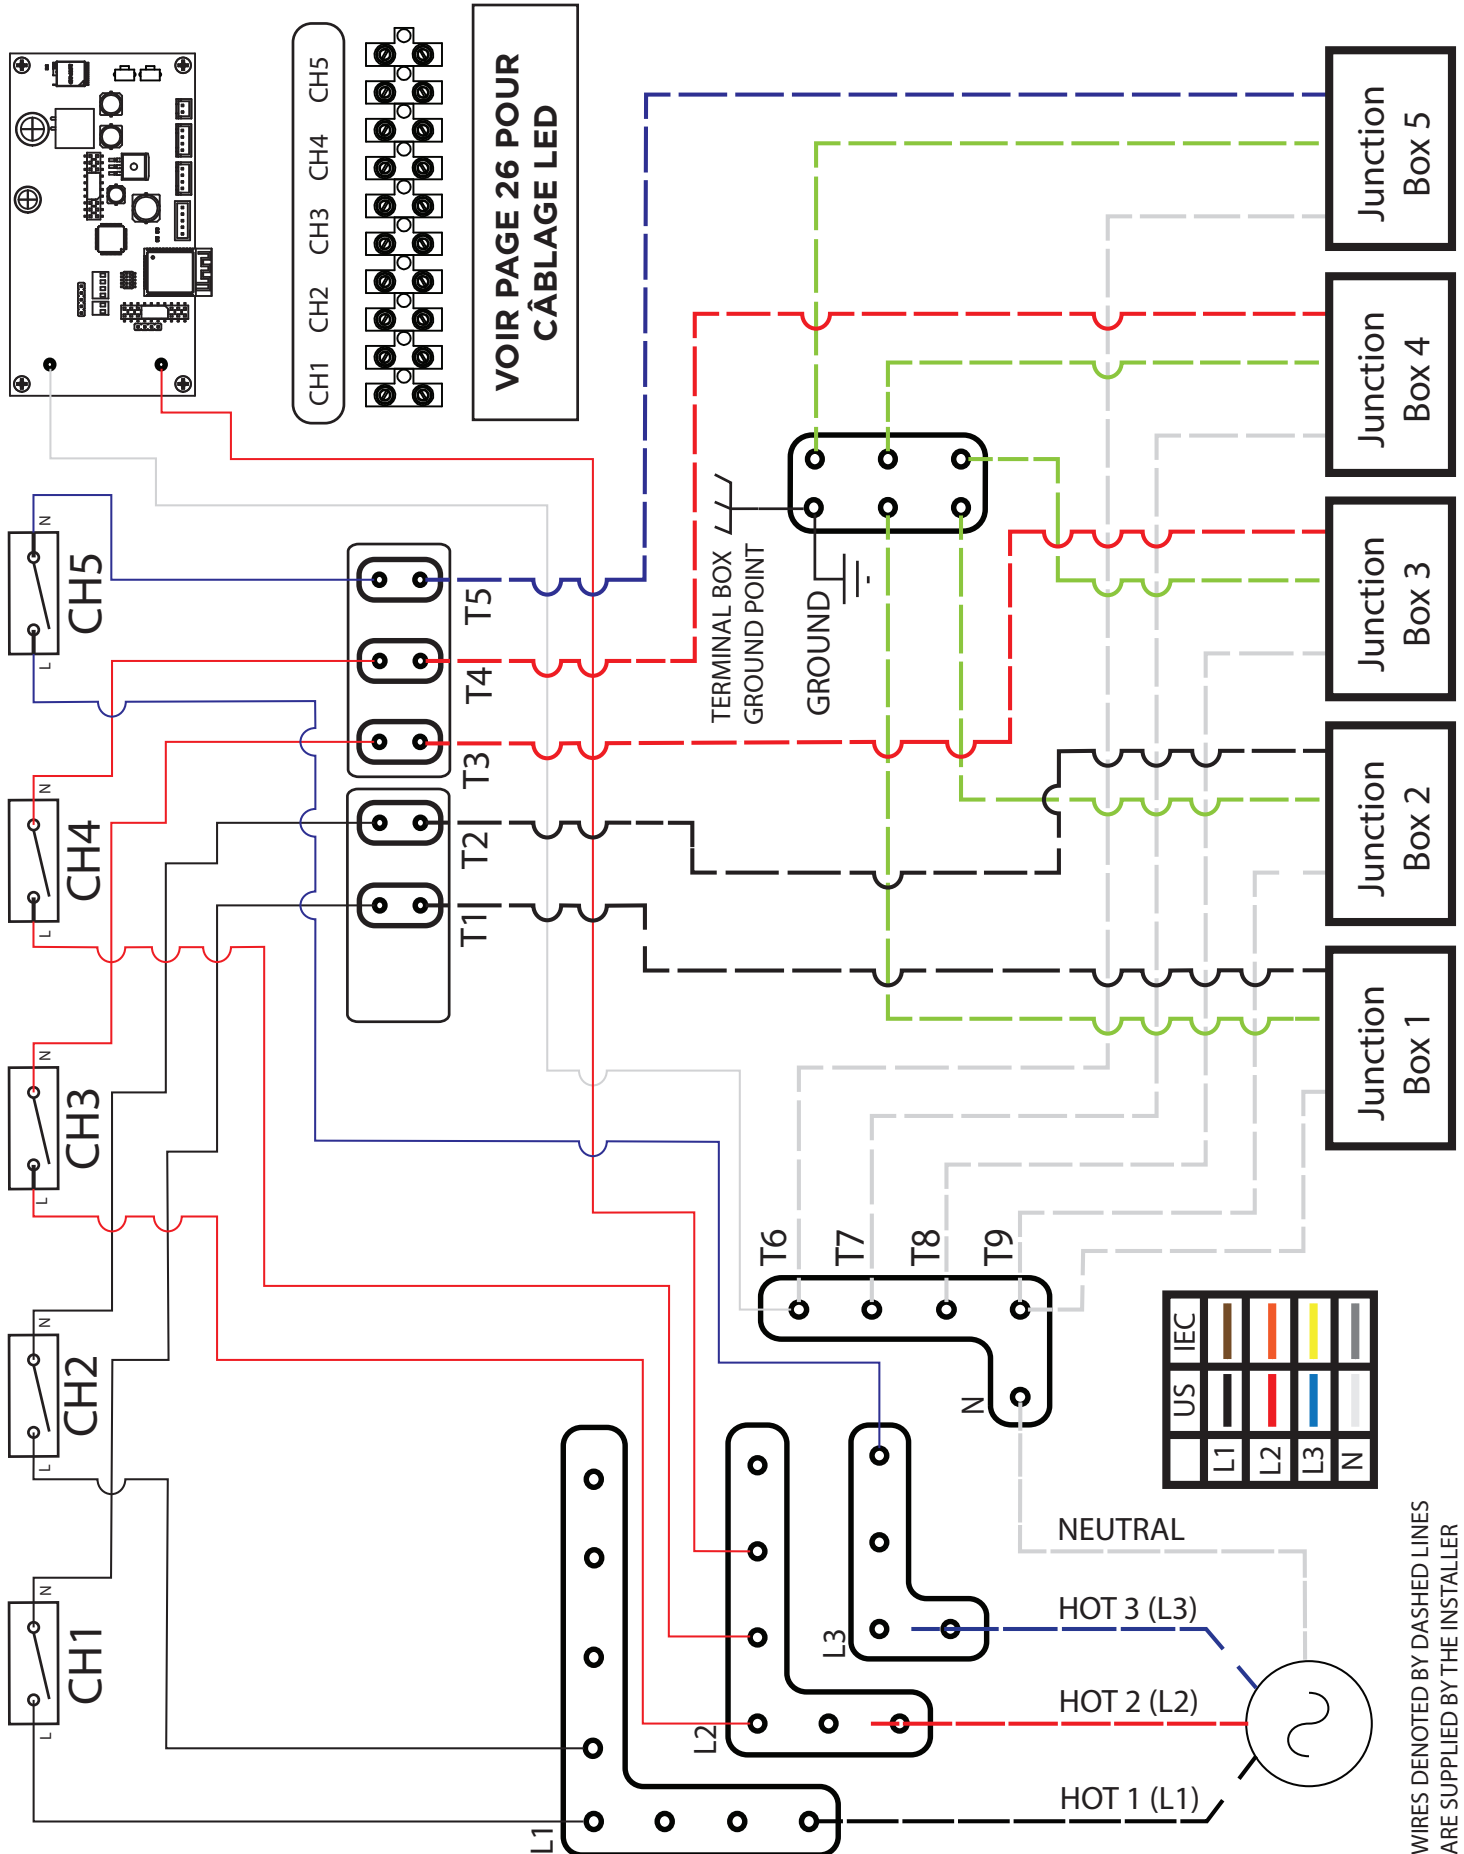 CH5
CH4
CH3
CH2
CH1
VOIR PAGE 26 POUR
CÂBLAGE LED
N
CH5
L
N
CH4
L
N
CH3
L
N
CH2
L
N
CH1
L
T5
T4
T3
T2
T1
TERMINAL BOX
GROUND POINT
GROUND
Junction
Box 5
Junction
Box 4
Junction
Box 3
Junction
Box 2
Junction
Box 1
T6
T7
T8
T9
N
L1
L2
L3
NEUTRAL
HOT 3 (L3)
HOT 2 (L2)
HOT 1 (L1)
US IEC
L1
L2
L3
N
WIRES DENOTED BY DASHED LINES
ARE SUPPLIED BY THE INSTALLER